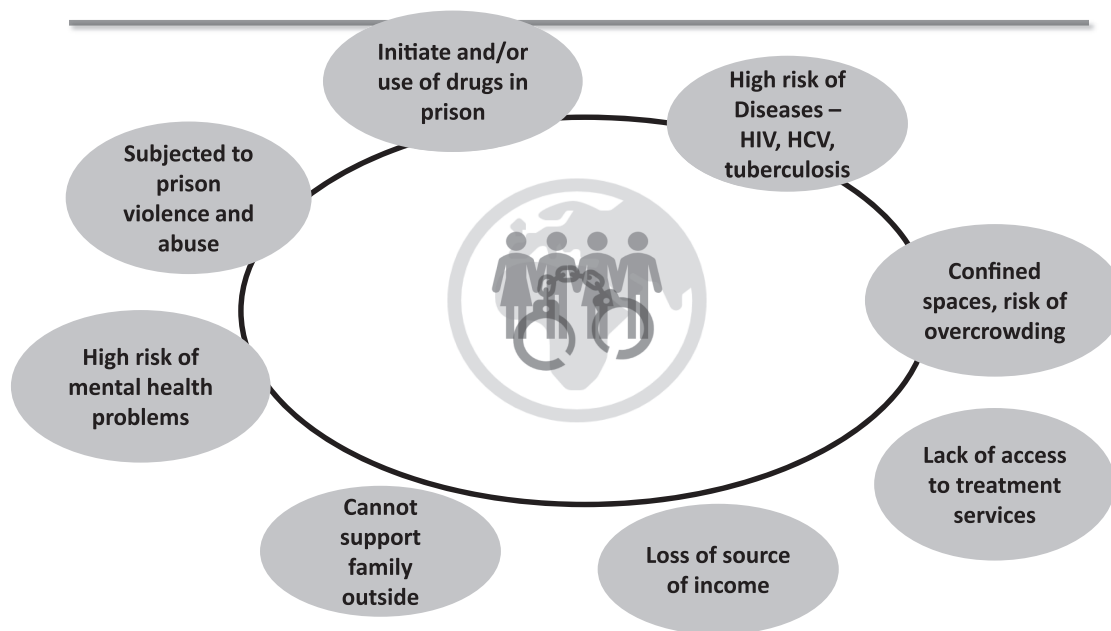 Initiate and/or
use of drugs in
prison
High risk of
Diseases –
HIV, HCV,
tuberculosis
Confined
spaces, risk of
overcrowding
Lack of access
to treatment
services
Loss of source
of income
Cannot
support
family
outside
High risk of
mental health
problems
Subjected to
prison
violence and
abuse